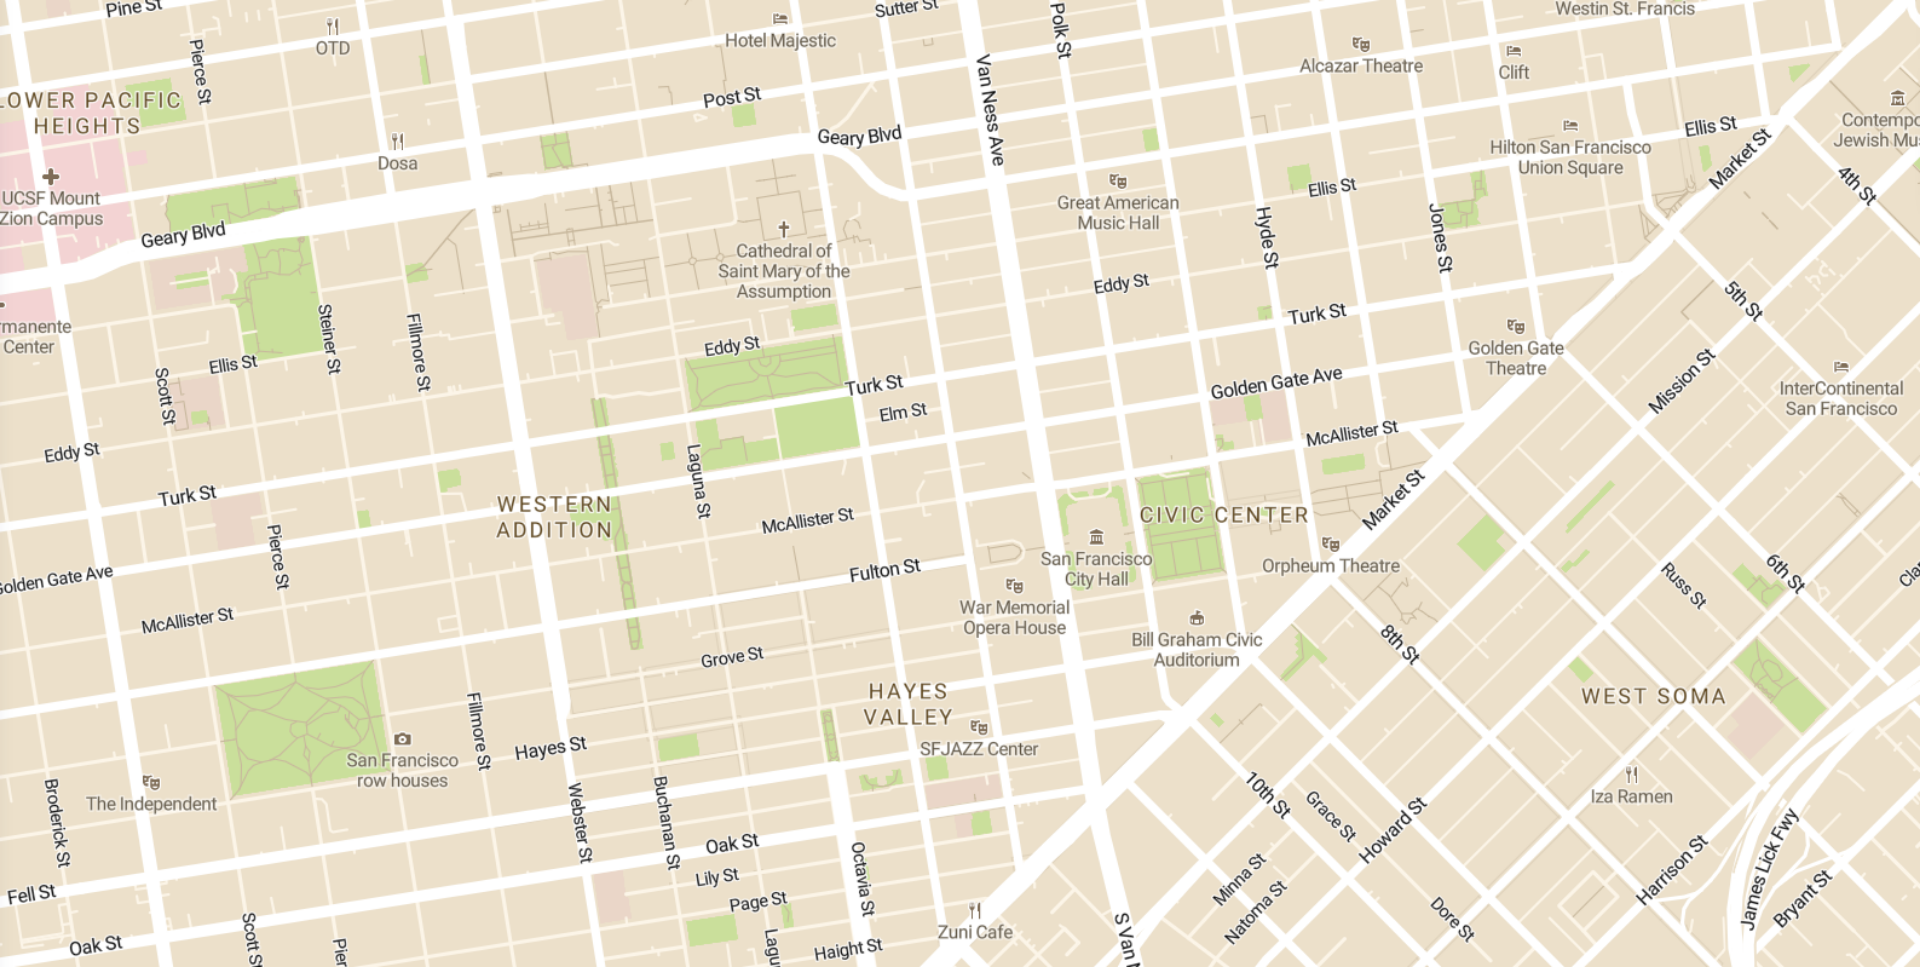 Pine St
OTD
Pierce St
Hotel Majestic
Sutter St
Polk St
Van Ness Ave
Westin St. Francis
Alcazar Theatre
Clift
LOWER PACIFIC
HEIGHTS
Post St
Geary Blvd
Dosa
Hilton San Francisco
Union Square
Ellis St
Market St
4th St
UCSF Mount
Zion Campus
Great American
Music Hall
Ellis St
Hyde St
Jones St
Geary Blvd
Cathedral of
Saint Mary of the
Assumption
Eddy St
Turk St
5th St
Center
Steiner St
Fillmore St
Ellis St
Scott St
Eddy St
Turk St
Elm St
Golden Gate Ave
Golden Gate
Theatre
Mission St
InterContinental
San Francisco
Eddy St
Laguna St
McAllister St
Turk St
WESTERN
ADDITION
McAllister St
CIVIC CENTER
Market St
San Francisco
City Hall
Orpheum Theatre
Pierce St
Golden Gate Ave
Fulton St
6th St
Russ St
McAllister St
War Memorial
Opera House
Bill Graham Civic
Auditorium
8th St
Grove St
HAYES
VALLEY
WEST SOMA
Fillmore St
Hayes St
SFJAZZ Center
San Francisco
row houses
The Independent
Broderick St
Webster St
Buchanan St
Oak St
Octavia St
10th St
Grace St
Howard St
Iza Ramen
James Lick Fwy
Harrison St
Bryant St
Fell St
Lily St
Page St
Minna St
Natoma St
Dore St
Oak St
Scott St
Haight St
Zuni Cafe